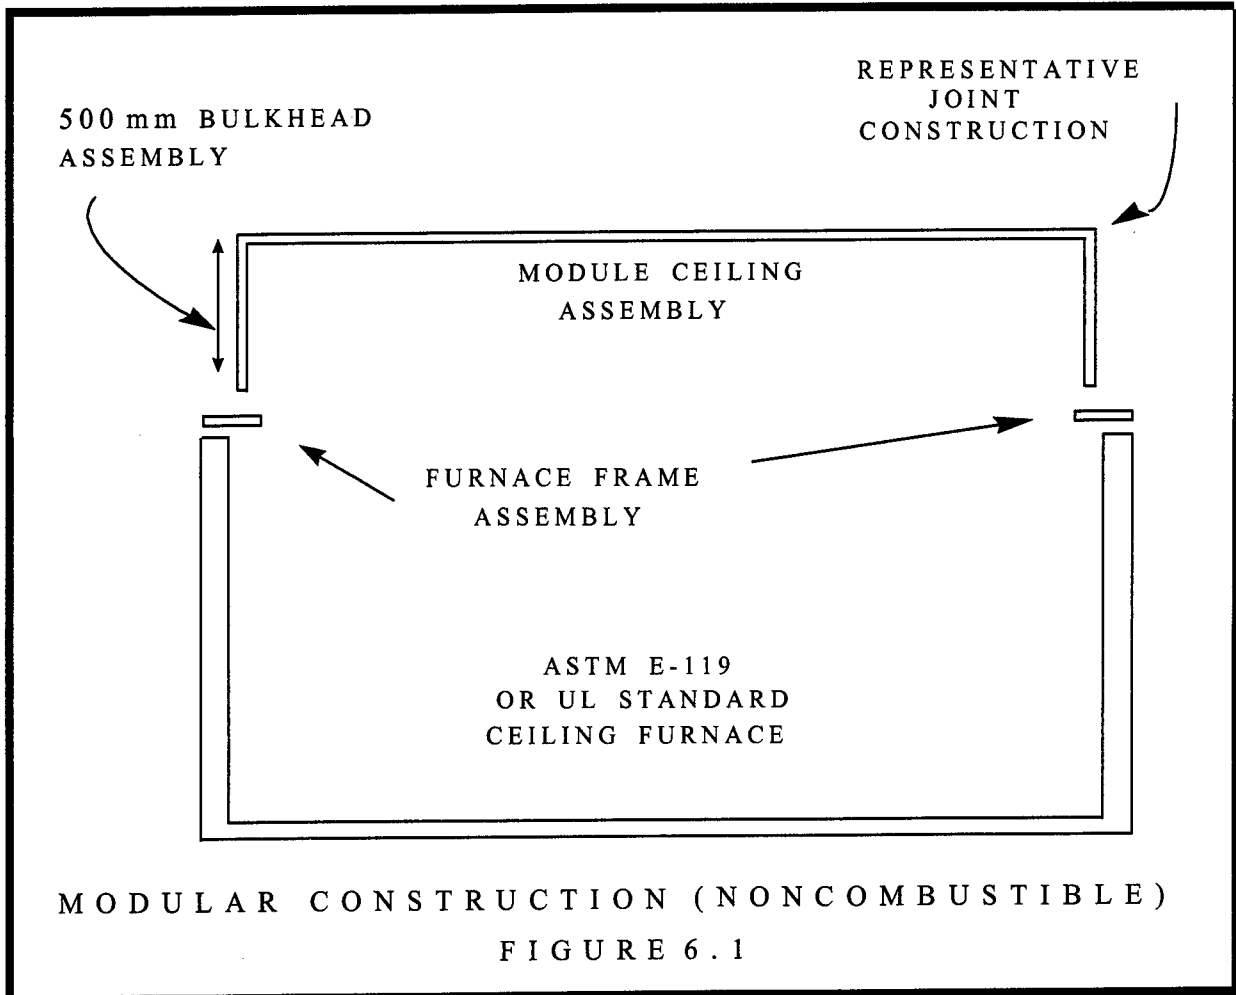 REPRESENTATIVE
JOINT
CONSTRUCTION
500 mm BULKHEAD
ASSEMBLY
MODULE CEILING
ASSEMBLY
FURNACE FRAME
ASSEMBLY
ASTM E-119
OR UL STANDARD
CEILING FURNACE
MODULAR CONSTRUCTION (NONCOMBUSTIBLE)
FIGURE 6.1